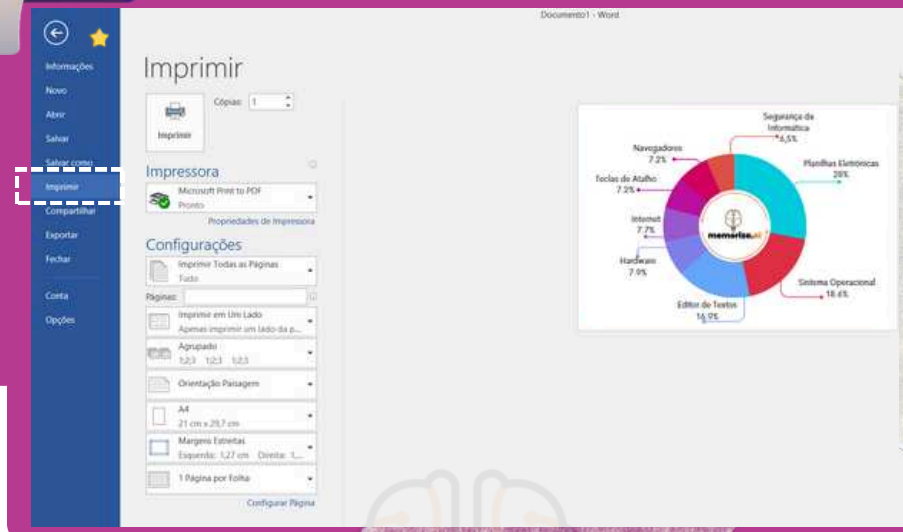 Documento1 - Word
Informações
Novo
Abrir
Salvar
Salvar como
Imprimir
Compartilhar
Exportar
Fechar
Conta
Opções
Imprimir
Cópias: 1
Imprimir
Impressora
Microsoft Print to PDF
Pronto
Propriedades de Impressora
Configurações
Imprimir Todas as Páginas
Tudo
Páginas:
Imprimir em Um Lado
Apenas imprimir um lado da p...
Agrupado
1;2;3 1;2;3 1;2;3
Orientação Paisagem
A4
21 cm x 29,7 cm
Margens Estreitas
Esquerda: 1,27 cm Direita: 1,...
1 Página por Folha
Configurar Página
Segurança da
Informática
6,5%
Navegadores
7.2%
Planilhas Eletrônicas
28%
Teclas de Atalho
7.2%
Internet
7.7%
memorize.ai
Hardware
7.9%
Sistema Operacional
18.6%
Editor de Textos
16.9%